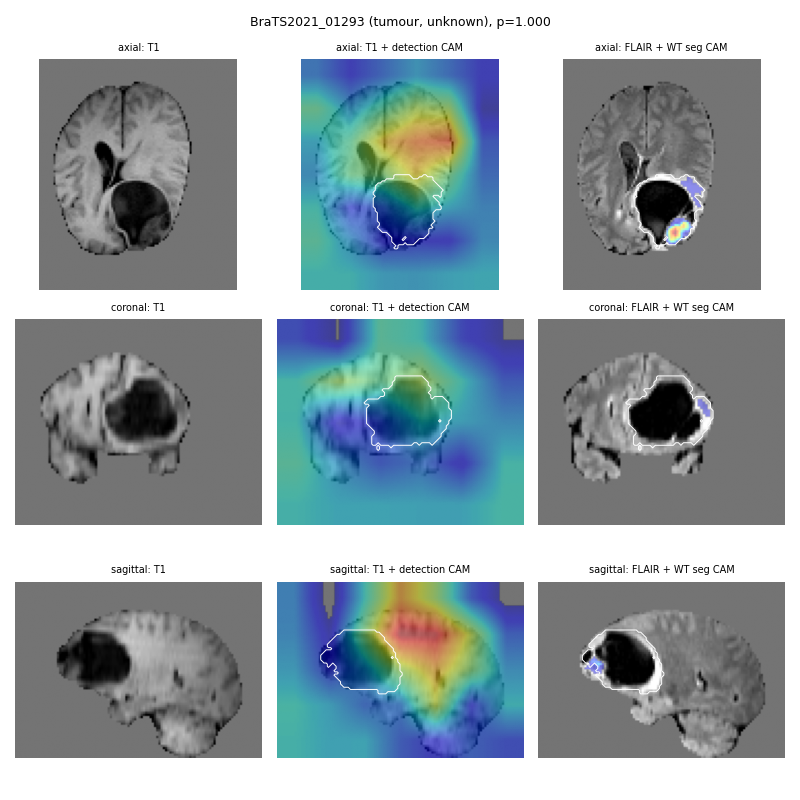 BraTS2021_01293 (tumour, unknown), p=1.000
axial: T1
axial: T1 + detection CAM
axial: FLAIR + WT seg CAM
coronal: T1
coronal: T1 + detection CAM
coronal: FLAIR + WT seg CAM
sagittal: T1
sagittal: T1 + detection CAM
sagittal: FLAIR + WT seg CAM